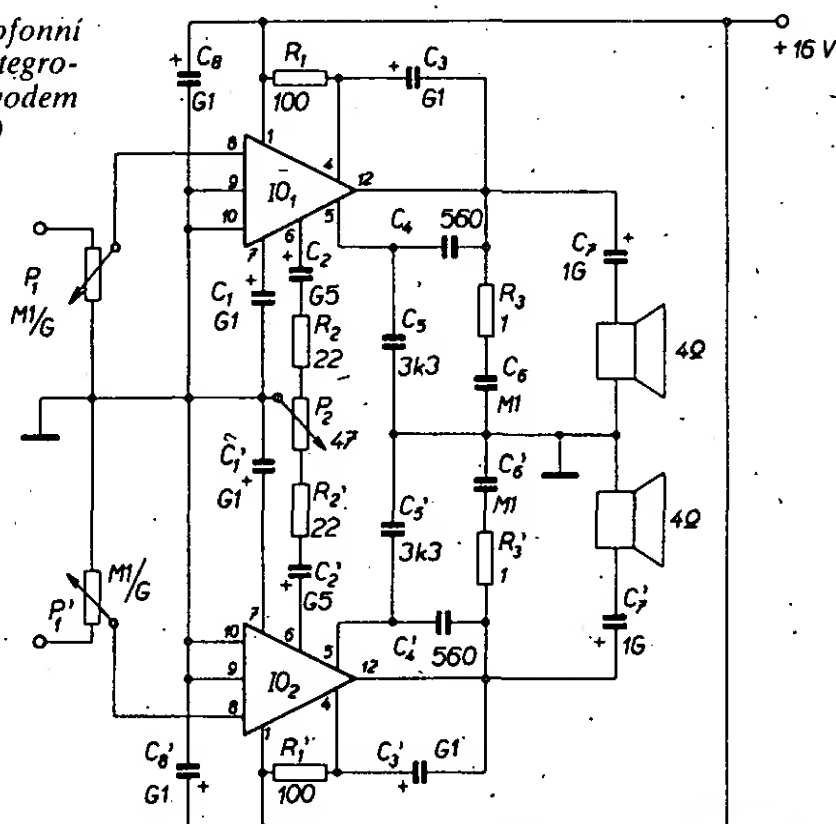 ofonní
tegro-
vodem
)
+ 16 V
C8
G1
R1
100
C3
G1
1
4
8
9
10
IO1
12
5
6
7
P1
M1/G
C1
G1
C2
G5
R2
22
P2
47
C4
560
C5
3k3
R3
1
C6
M1
C7
1G
4Ω
C1'
G1
R2'
22
C2'
G5
C5'
3k3
C6'
M1
R3'
1
C4'
560
4Ω
C7'
1G
M1/G
P1'
7
6
5
10
9
8
IO2
12
4
1
C8'
G1
R1'
100
C3'
G1